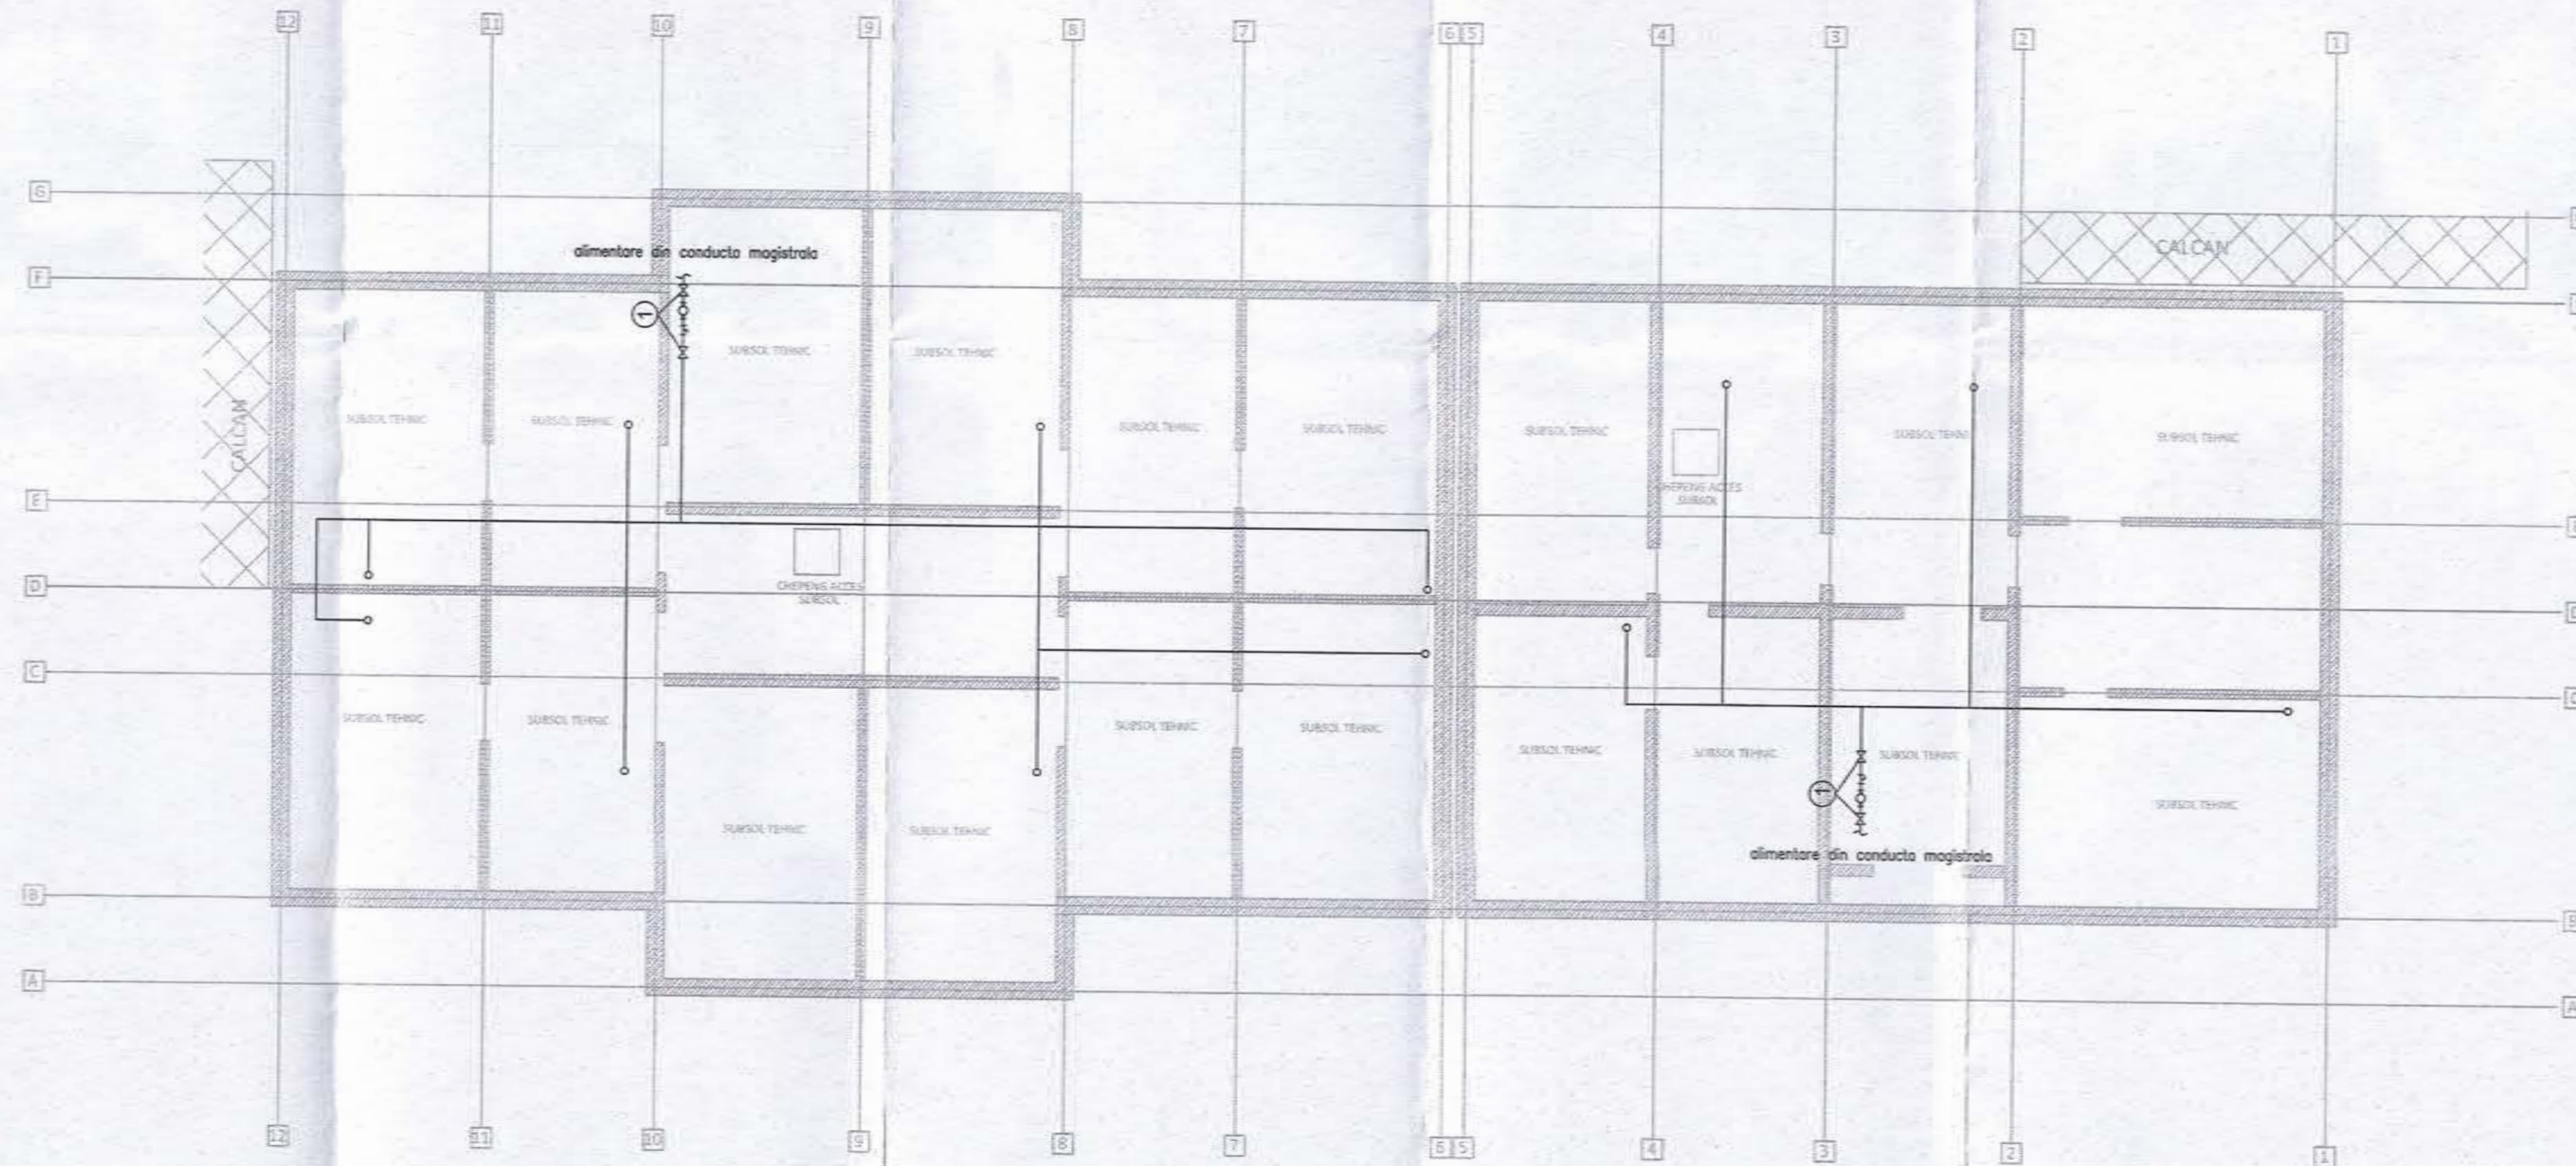 12 11 10 9 8 7 6 5 4 3 2 1
G
CALCAN
alimentare din conducta magistrala
F
1
SUBSOL TEHNIC SUBSOL TEHNIC
SUBSOL TEHNIC SUBSOL TEHNIC SUBSOL TEHNIC SUBSOL TEHNIC SUBSOL TEHNIC SUBSOL TEHNIC
CALCAN
CHEPENG ACCES
SUBSOL
E
D
CHEPENG ACCES
SUBSOL
C
SUBSOL TEHNIC SUBSOL TEHNIC SUBSOL TEHNIC SUBSOL TEHNIC
SUBSOL TEHNIC SUBSOL TEHNIC SUBSOL TEHNIC
1
SUBSOL TEHNIC
SUBSOL TEHNIC SUBSOL TEHNIC
alimentare din conducta magistrala
B
A A
12 11 10 9 8 7 6 5 4 3 2 1